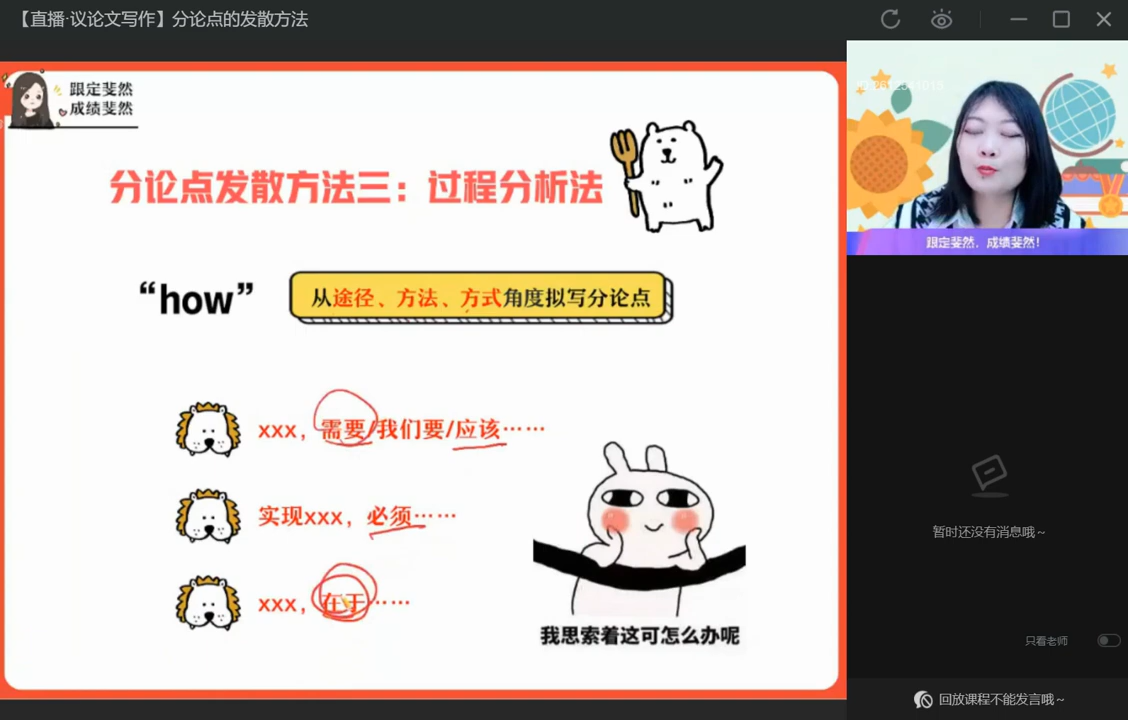 【直播·议论文写作】分论点的发散方法
跟定斐然
成绩斐然
分论点发散方法三：过程分析法
“how”
从途径、方法、方式角度拟写分论点
xxx，需要/我们要/应该……
实现xxx，必须……
xxx，在于……
我思索着这可怎么办呢
跟定斐然，成绩斐然！
暂时还没有消息哦~
只看老师
回放课程不能发言哦~